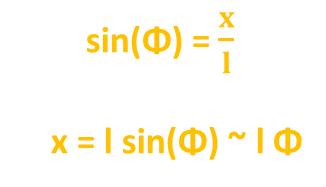 sin(Φ) = x/l
x = l sin(Φ) ~ l Φ